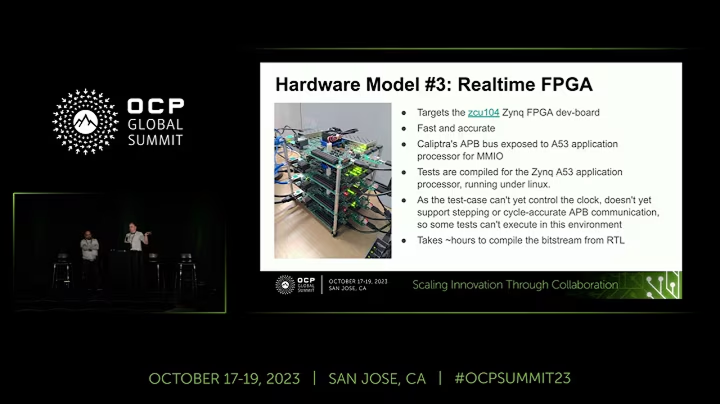 OCP
GLOBAL
SUMMIT
Hardware Model #3: Realtime FPGA
● Targets the zcu104 Zynq FPGA dev-board
● Fast and accurate
● Caliptra's APB bus exposed to A53 application
processor for MMIO
● Tests are compiled for the Zynq A53 application
processor, running under linux.
● As the test-case can't yet control the clock, doesn't yet
support stepping or cycle-accurate APB communication,
so some tests can't execute in this environment
● Takes ~hours to compile the bitstream from RTL
OCP
GLOBAL
SUMMIT
OCTOBER 17-19, 2023
SAN JOSE, CA
Scaling Innovation Through Collaboration
OCTOBER 17-19, 2023 | SAN JOSE, CA | #OCPSUMMIT23